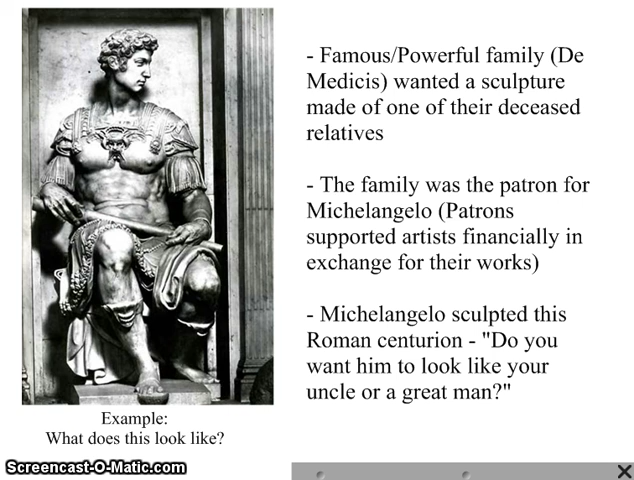 - Famous/Powerful family (De
Medicis) wanted a sculpture
made of one of their deceased
relatives
- The family was the patron for
Michelangelo (Patrons
supported artists financially in
exchange for their works)
- Michelangelo sculpted this
Roman centurion - "Do you
want him to look like your
uncle or a great man?"
Example:
What does this look like?
Screencast-O-Matic.com